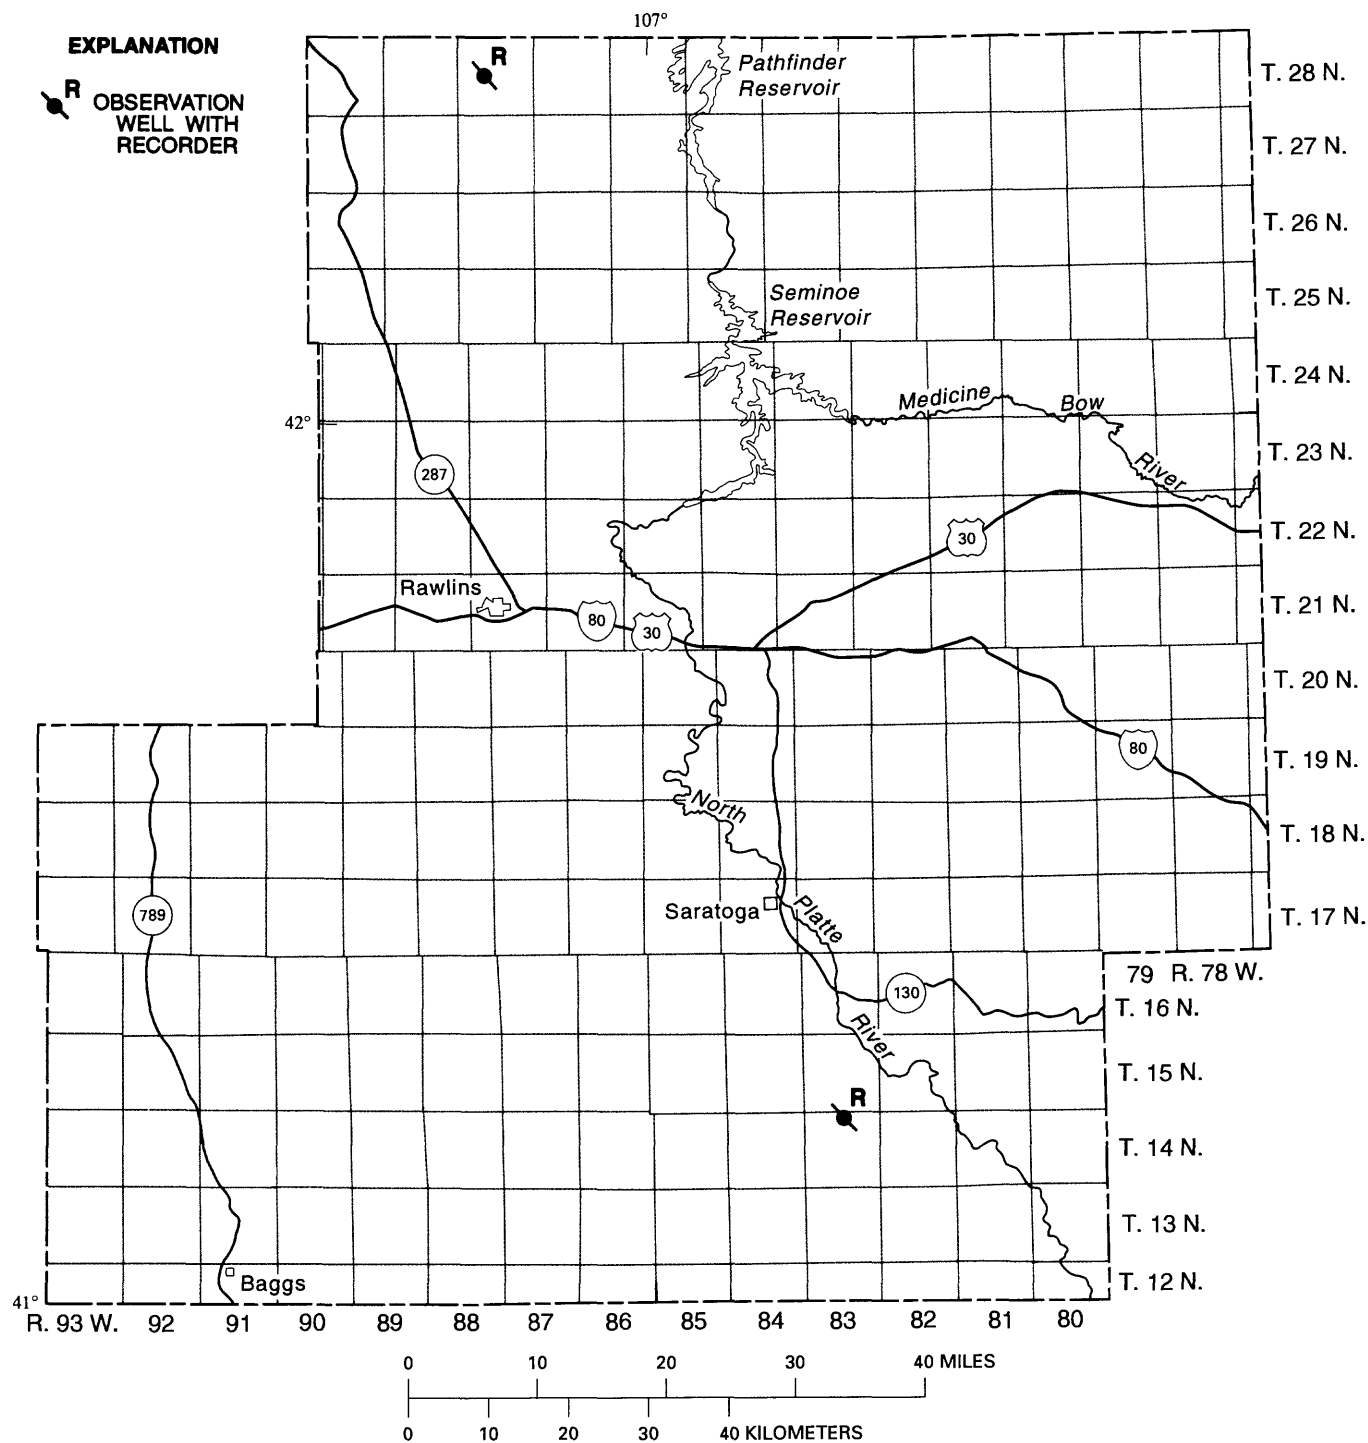 107°
EXPLANATION
R
OBSERVATION
WELL WITH
RECORDER
R
Pathfinder
Reservoir
T. 28 N.
T. 27 N.
T. 26 N.
Seminoe
Reservoir
T. 25 N.
T. 24 N.
Medicine Bow
River
42°
T. 23 N.
287
30
T. 22 N.
Rawlins
80
30
T. 21 N.
T. 20 N.
80
T. 19 N.
North
T. 18 N.
789
Saratoga
Platte
T. 17 N.
79 R. 78 W.
130
T. 16 N.
River
T. 15 N.
R
T. 14 N.
T. 13 N.
Baggs
T. 12 N.
41°
R. 93 W. 92 91 90 89 88 87 86 85 84 83 82 81 80
0 10 20 30 40 MILES
0 10 20 30 40 KILOMETERS